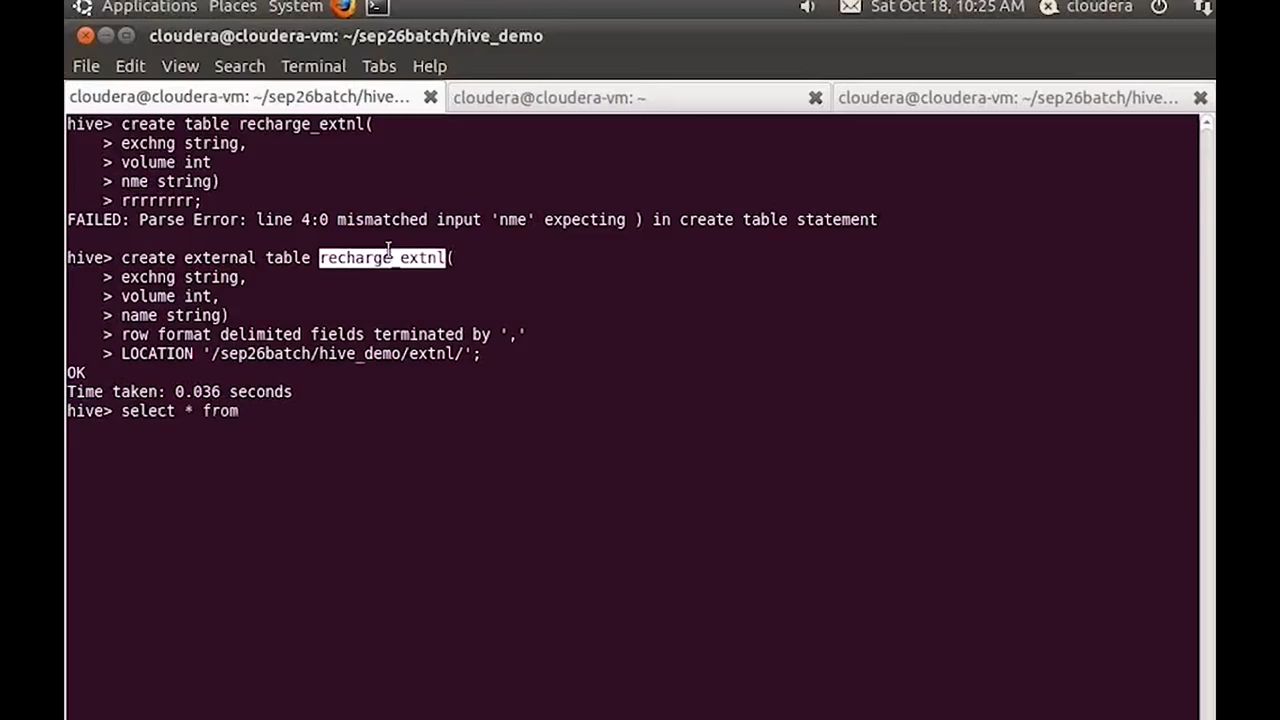 Applications Places System Sat Oct 18, 10:25 AM cloudera
cloudera@cloudera-vm: ~/sep26batch/hive_demo
File Edit View Search Terminal Tabs Help
cloudera@cloudera-vm: ~/sep26batch/hive... cloudera@cloudera-vm: ~ cloudera@cloudera-vm: ~/sep26batch/hive...
hive> create table recharge_extnl(
    > exchng string,
    > volume int
    > nme string)
    > rrrrrrrr;
FAILED: Parse Error: line 4:0 mismatched input 'nme' expecting ) in create table statement
hive> create external table recharge_extnl(
    > exchng string,
    > volume int,
    > name string)
    > row format delimited fields terminated by ','
    > LOCATION '/sep26batch/hive_demo/extnl/';
OK
Time taken: 0.036 seconds
hive> select * from